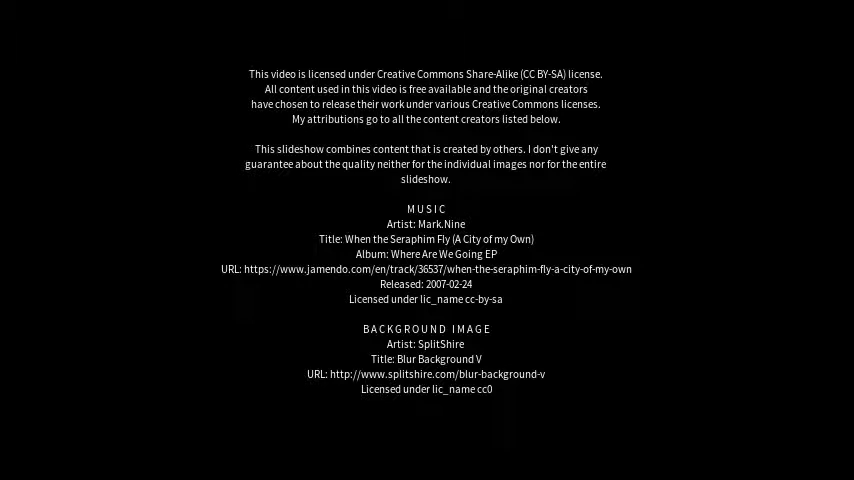 This video is licensed under Creative Commons Share-Alike (CC BY-SA) license.
All content used in this video is free available and the original creators
have chosen to release their work under various Creative Commons licenses.
My attributions go to all the content creators listed below.
This slideshow combines content that is created by others. I don't give any
guarantee about the quality neither for the individual images nor for the entire
slideshow.
MUSIC
Artist: Mark.Nine
Title: When the Seraphim Fly (A City of my Own)
Album: Where Are We Going EP
URL: https://www.jamendo.com/en/track/36537/when-the-seraphim-fly-a-city-of-my-own
Released: 2007-02-24
Licensed under lic_name cc-by-sa
BACKGROUND IMAGE
Artist: SplitShire
Title: Blur Background V
URL: http://www.splitshire.com/blur-background-v
Licensed under lic_name cc0